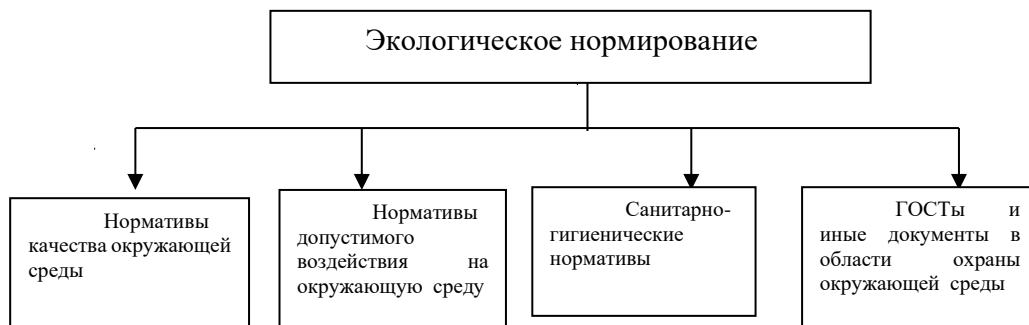 Экологическое нормирование
Нормативы
качества окружающей
среды
Нормативы
допустимого
воздействия на
окружающую среду
Санитарно-
гигиенические
нормативы
ГОСТы и
иные документы в
области охраны
окружающей среды